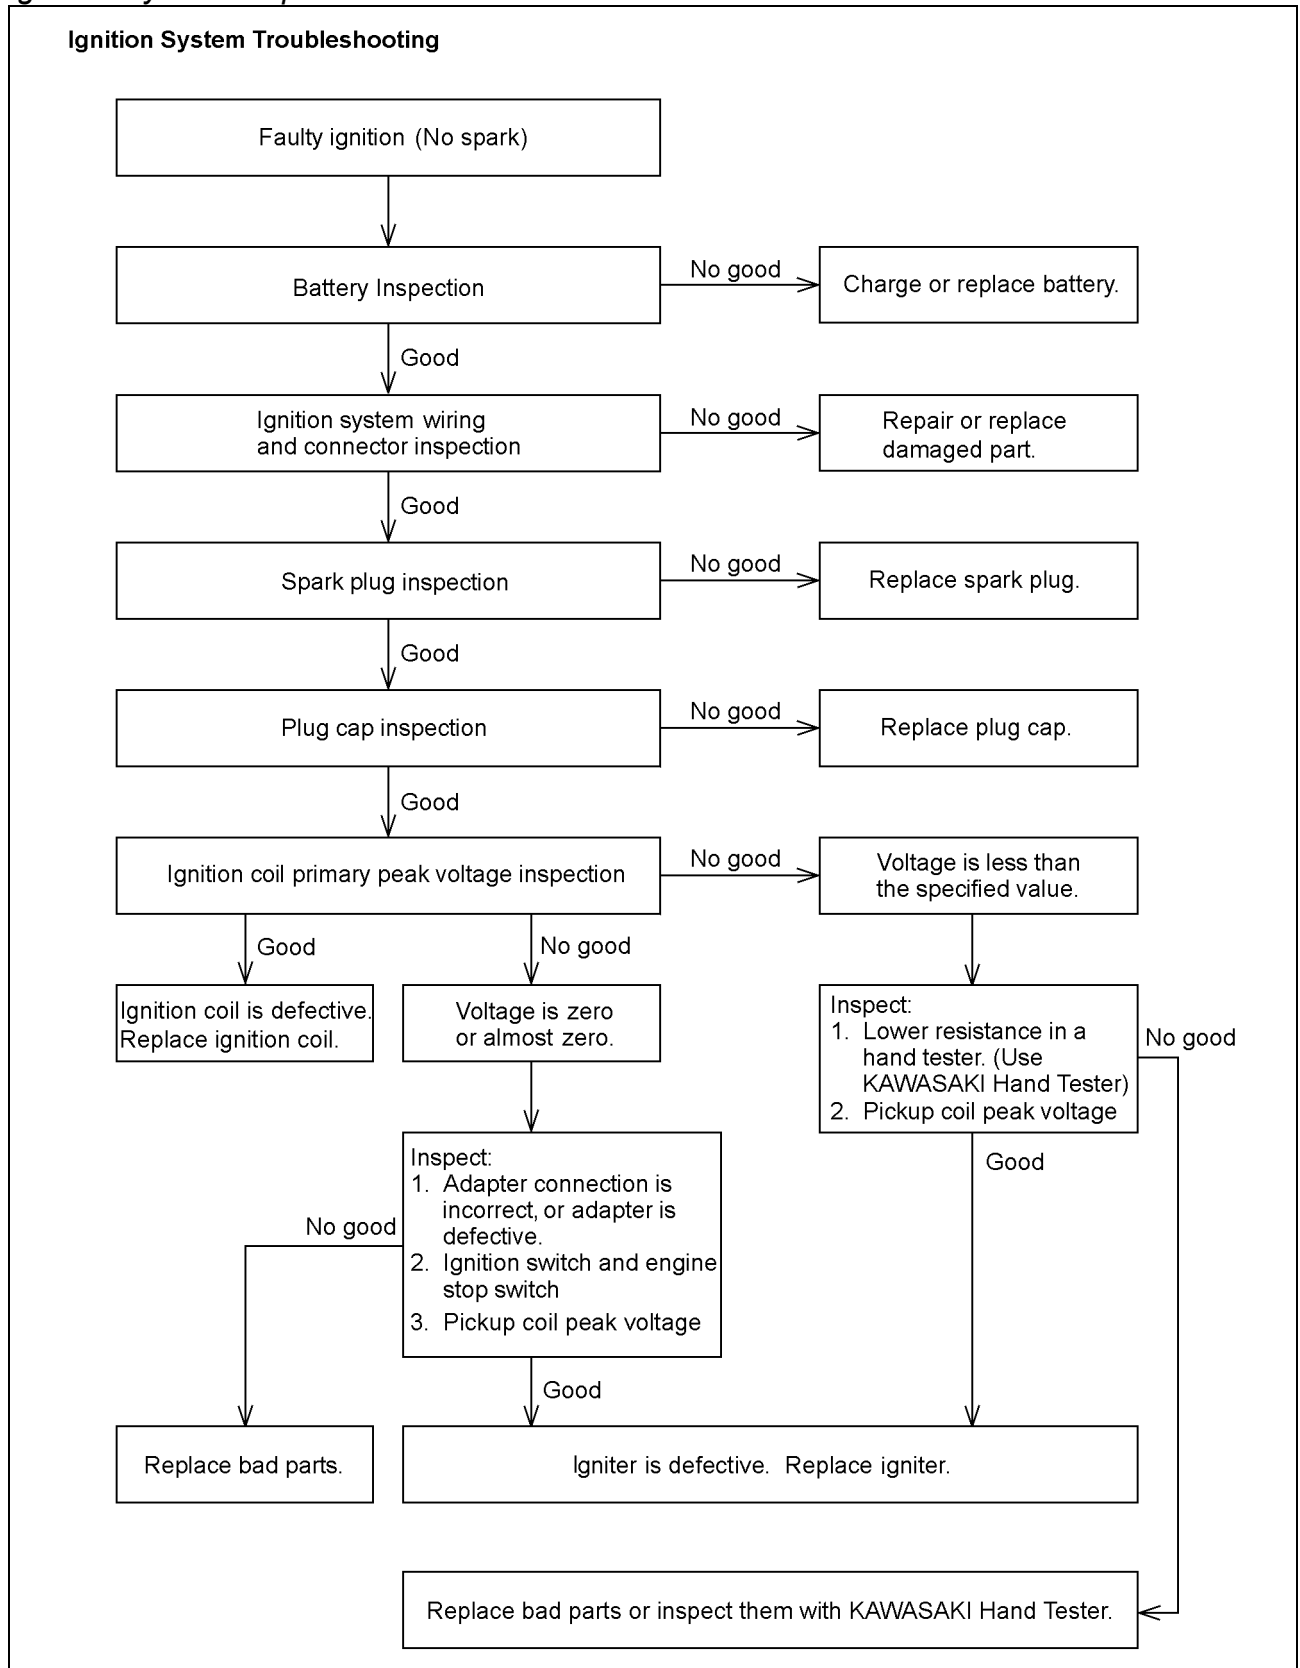 Ignition System Troubleshooting
Faulty ignition (No spark)
Battery Inspection
No good
Charge or replace battery.
Good
Ignition system wiring
and connector inspection
No good
Repair or replace
damaged part.
Good
Spark plug inspection
No good
Replace spark plug.
Good
Plug cap inspection
No good
Replace plug cap.
Good
Ignition coil primary peak voltage inspection
No good
Voltage is less than
the specified value.
Good
No good
Ignition coil is defective.
Replace ignition coil.
Voltage is zero
or almost zero.
Inspect:
1. Lower resistance in a
hand tester. (Use
KAWASAKI Hand Tester)
2. Pickup coil peak voltage
No good
Good
Inspect:
1. Adapter connection is
incorrect, or adapter is
defective.
2. Ignition switch and engine
stop switch
3. Pickup coil peak voltage
No good
Good
Replace bad parts.
Igniter is defective. Replace igniter.
Replace bad parts or inspect them with KAWASAKI Hand Tester.